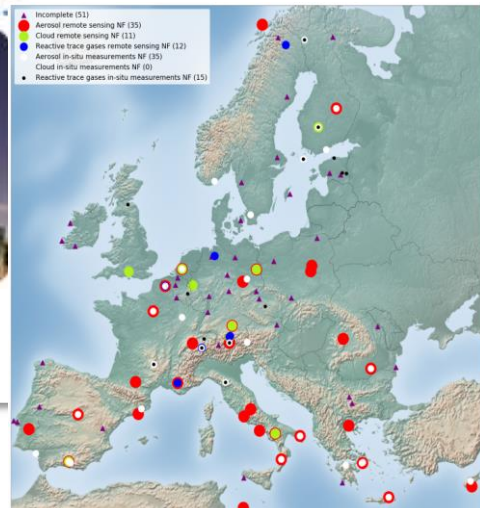 Incomplete (51)
Aerosol remote sensing NF (35)
Cloud remote sensing NF (11)
Reactive trace gases remote sensing NF (12)
Aerosol in-situ measurements NF (35)
Cloud in-situ measurements NF (0)
Reactive trace gases in-situ measurements NF (15)